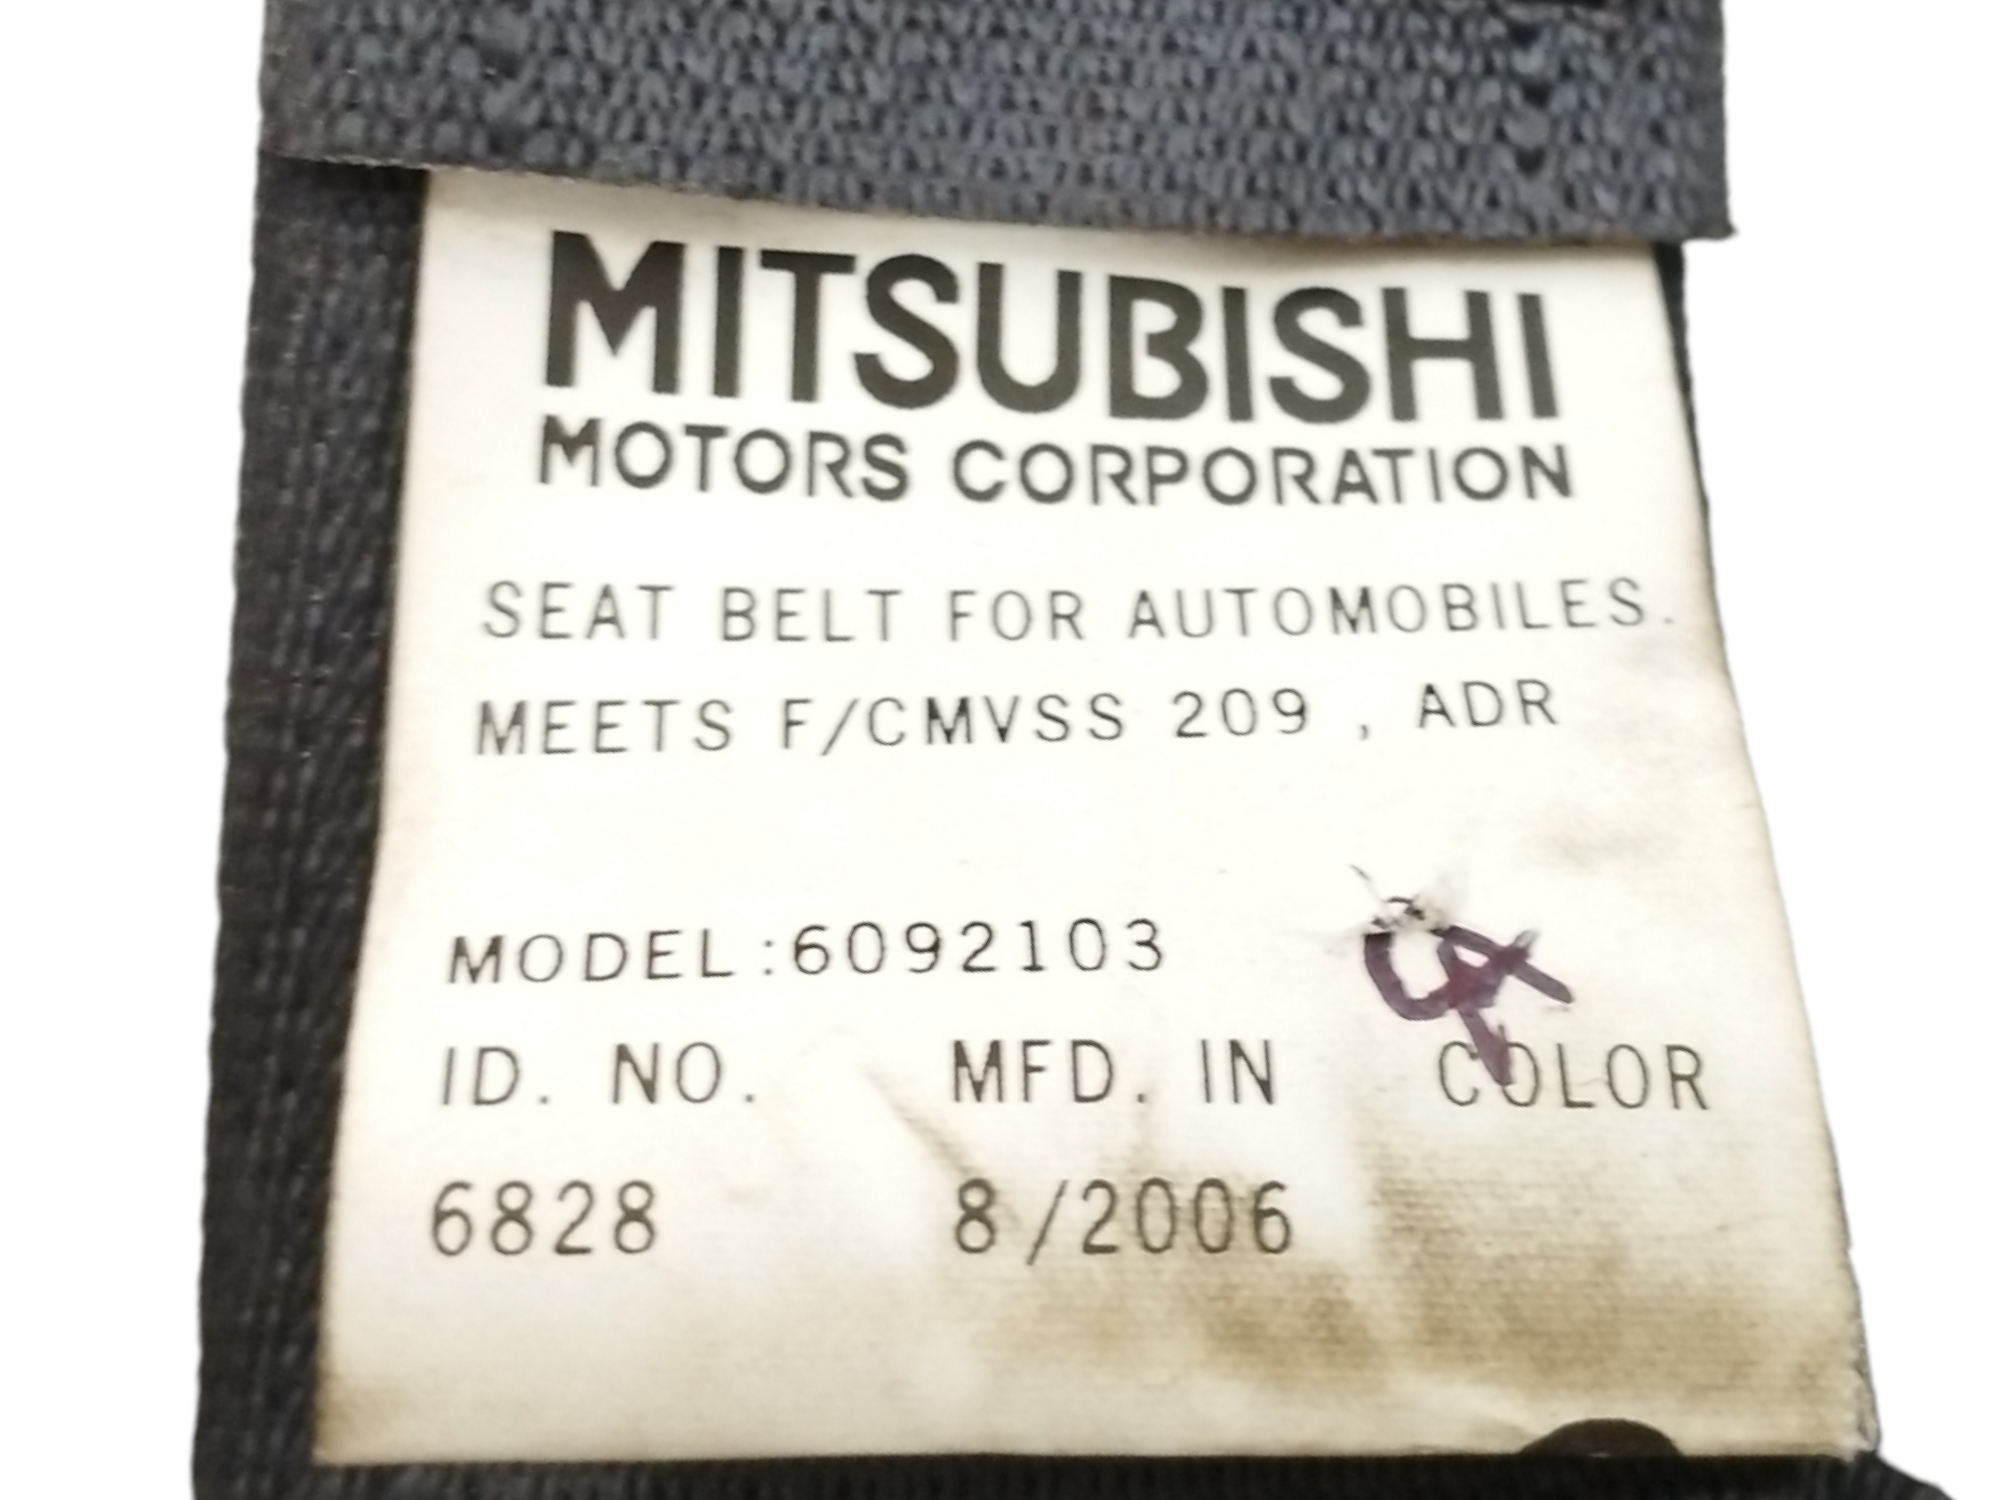 MITSUBISHI
MOTORS CORPORATION
SEAT BELT FOR AUTOMOBILES.
MEETS F/CMVSS 209 , ADR
MODEL:6092103
ID. NO. MFD. IN COLOR
6828 8/2006